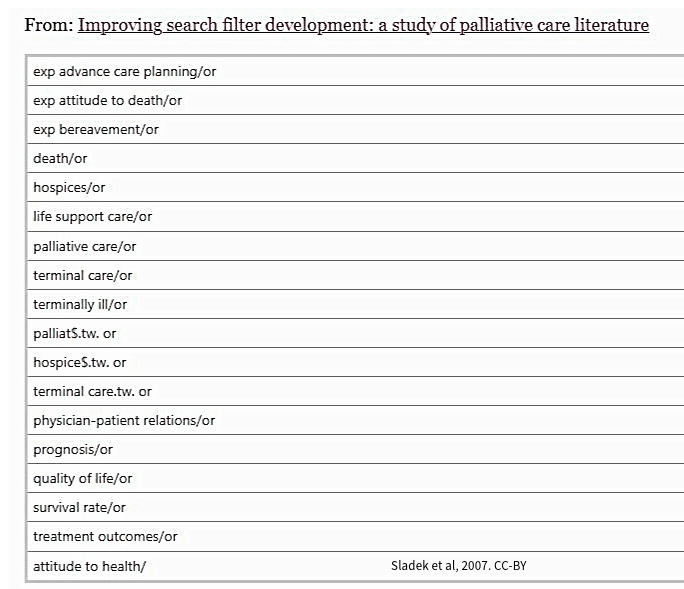 From: Improving search filter development: a study of palliative care literature
exp advance care planning/or
exp attitude to death/or
exp bereavement/or
death/or
hospices/or
life support care/or
palliative care/or
terminal care/or
terminally ill/or
palliat$.tw. or
hospice$.tw. or
terminal care.tw. or
physician-patient relations/or
prognosis/or
quality of life/or
survival rate/or
treatment outcomes/or
attitude to health/ Sladek et al, 2007. CC-BY